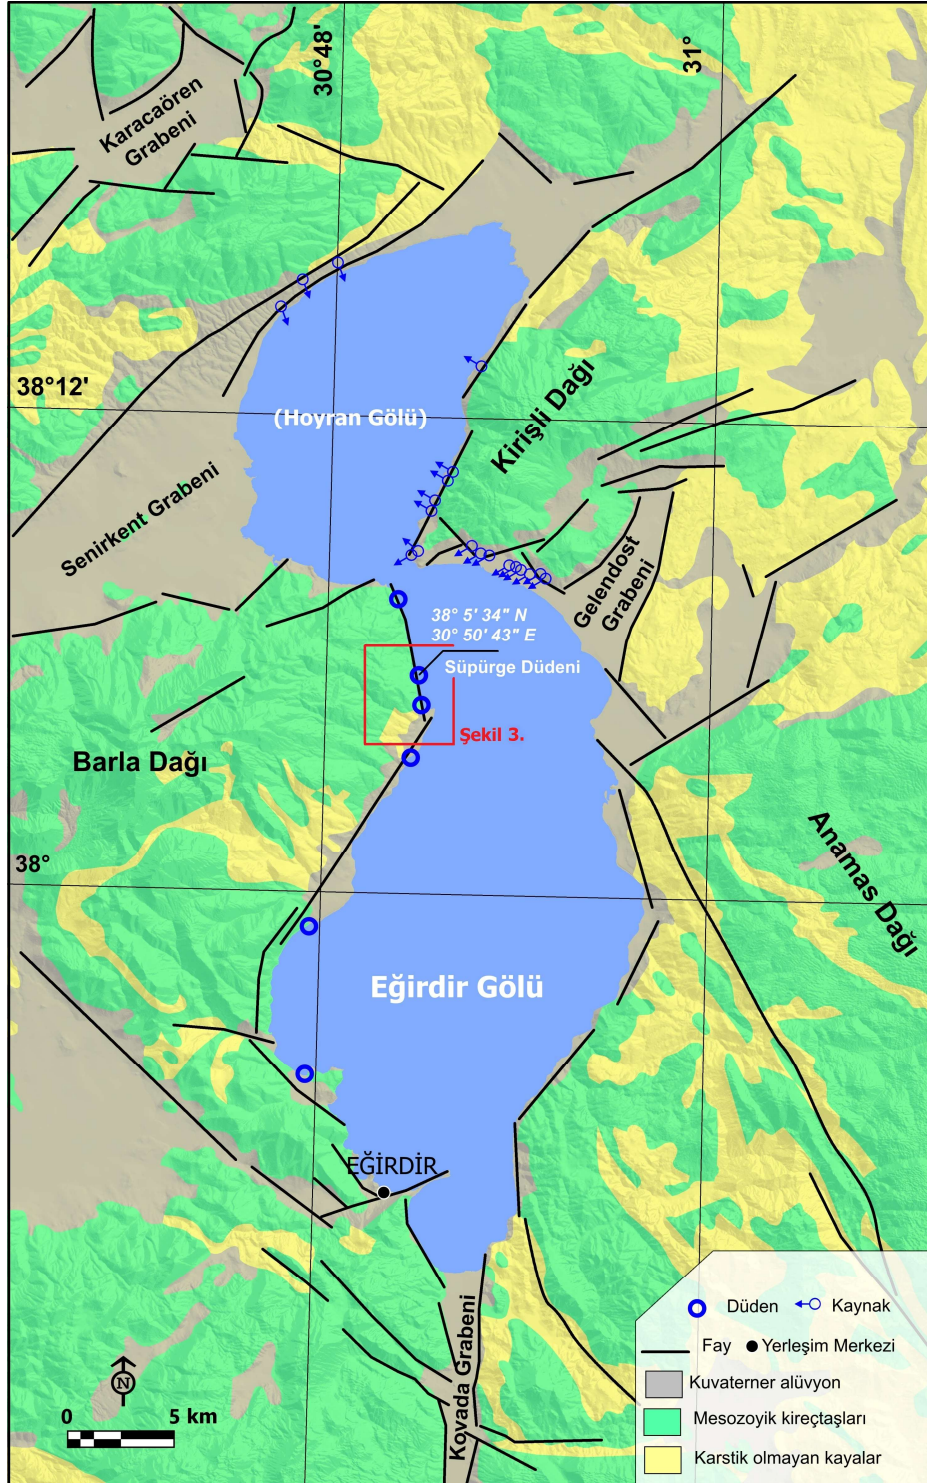 30°48'
31°
Karacaören
Grabeni
38°12'
(Hoyran Gölü)
Kirişli Dağı
Senirkent Grabeni
Gelendost
Grabeni
38° 5' 34" N
30° 50' 43" E
Süpürge Düdeni
Şekil 3.
Barla Dağı
Anamas Dağı
38°
Eğirdir Gölü
EĞİRDİR
Kovada Grabeni
N
0 5 km
Düden Kaynak
Fay Yerleşim Merkezi
Kuvaterner alüvyon
Mesozoyik kireçtaşları
Karstik olmayan kayalar